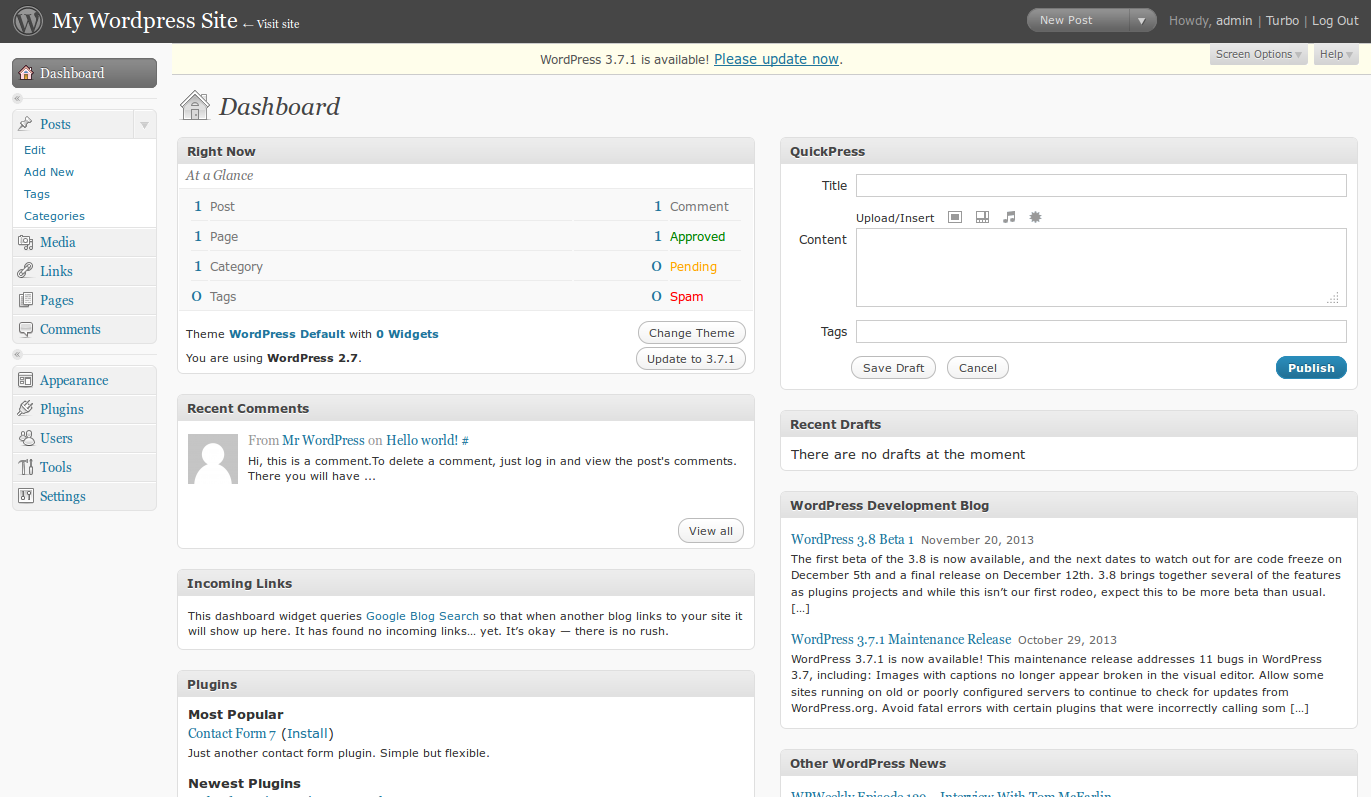 My Wordpress Site ← Visit site
New Post
Howdy, admin | Turbo | Log Out
WordPress 3.7.1 is available! Please update now.
Screen Options
Help
Dashboard
Posts
Edit
Add New
Tags
Categories
Media
Links
Pages
Comments
Appearance
Plugins
Users
Tools
Settings
Dashboard
Right Now
At a Glance
1 Post
1 Comment
1 Page
1 Approved
1 Category
0 Pending
0 Tags
0 Spam
Theme WordPress Default with 0 Widgets
Change Theme
You are using WordPress 2.7.
Update to 3.7.1
Recent Comments
From Mr WordPress on Hello world! #
Hi, this is a comment.To delete a comment, just log in and view the post's comments.
There you will have ...
View all
Incoming Links
This dashboard widget queries Google Blog Search so that when another blog links to your site it
will show up here. It has found no incoming links... yet. It's okay — there is no rush.
Plugins
Most Popular
Contact Form 7 (Install)
Just another contact form plugin. Simple but flexible.
Newest Plugins
QuickPress
Title
Upload/Insert
Content
Tags
Save Draft
Cancel
Publish
Recent Drafts
There are no drafts at the moment
WordPress Development Blog
WordPress 3.8 Beta 1 November 20, 2013
The first beta of the 3.8 is now available, and the next dates to watch out for are code freeze on
December 5th and a final release on December 12th. 3.8 brings together several of the features
as plugins projects and while this isn't our first rodeo, expect this to be more beta than usual.
[...]
WordPress 3.7.1 Maintenance Release October 29, 2013
WordPress 3.7.1 is now available! This maintenance release addresses 11 bugs in WordPress
3.7, including: Images with captions no longer appear broken in the visual editor. Allow some
sites running on old or poorly configured servers to continue to check for updates from
WordPress.org. Avoid fatal errors with certain plugins that were incorrectly calling som [...]
Other WordPress News
WPWeekly Episode 129 – Interview With Tom McFarlin